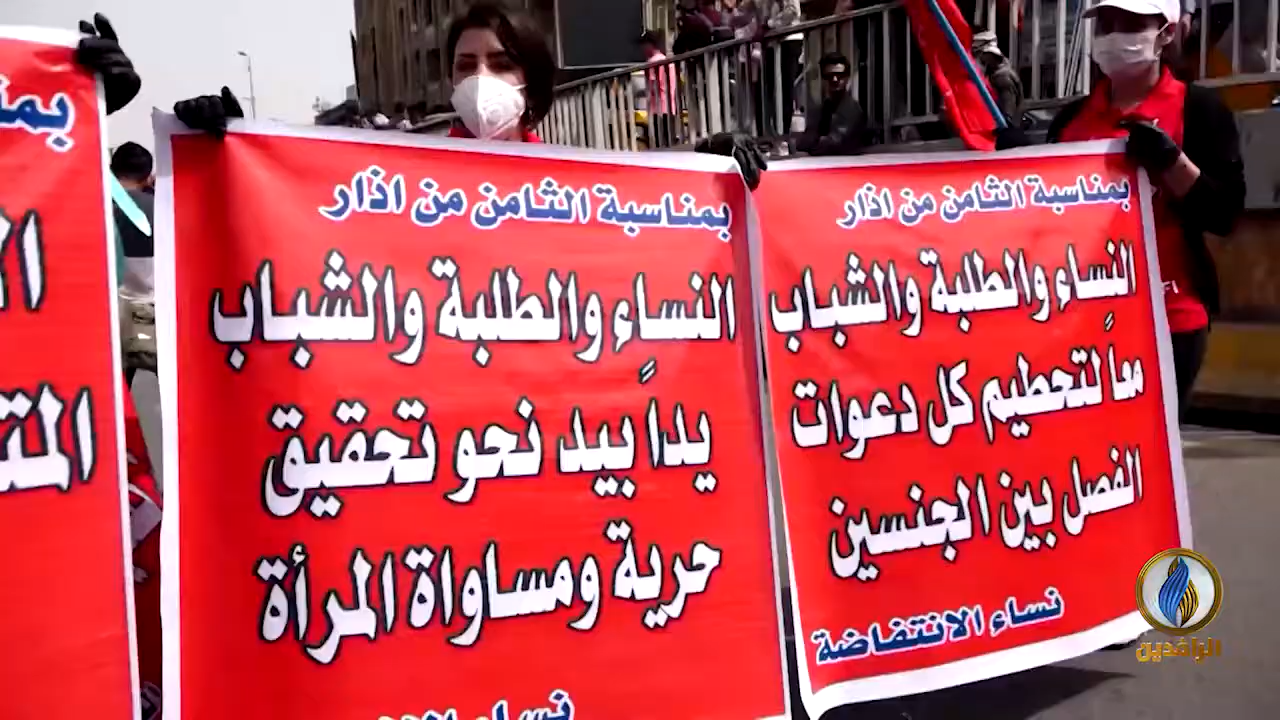 بمناسبة الثامن من اذار
النساء والطلبة والشباب
معاً لتحطيم كل دعوات
الفصل بين الجنسين
نساء الانتفاضة
بمناسبة الثامن من اذار
النساء والطلبة والشباب
يداً بيد نحو تحقيق
حرية ومساواة المرأة
نساء
الرافدين